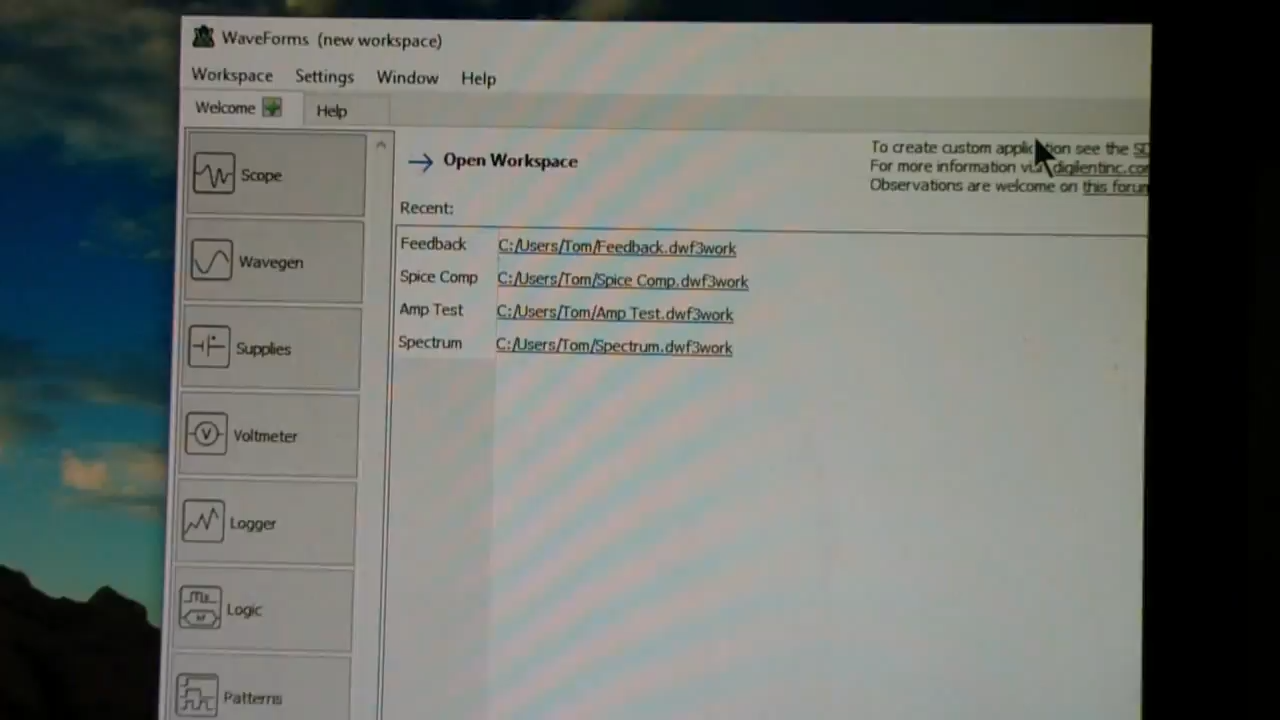 WaveForms (new workspace)
Workspace Settings Window Help
Welcome Help
Scope
Wavegen
Supplies
Voltmeter
Logger
Logic
Patterns
Open Workspace
To create custom application see the
For more information digilentinc.co
Observations are welcome on this forum
Recent:
Feedback C:/Users/Tom/Feedback.dwf3work
Spice Comp C:/Users/Tom/Spice Comp.dwf3work
Amp Test C:/Users/Tom/Amp Test.dwf3work
Spectrum C:/Users/Tom/Spectrum.dwf3work